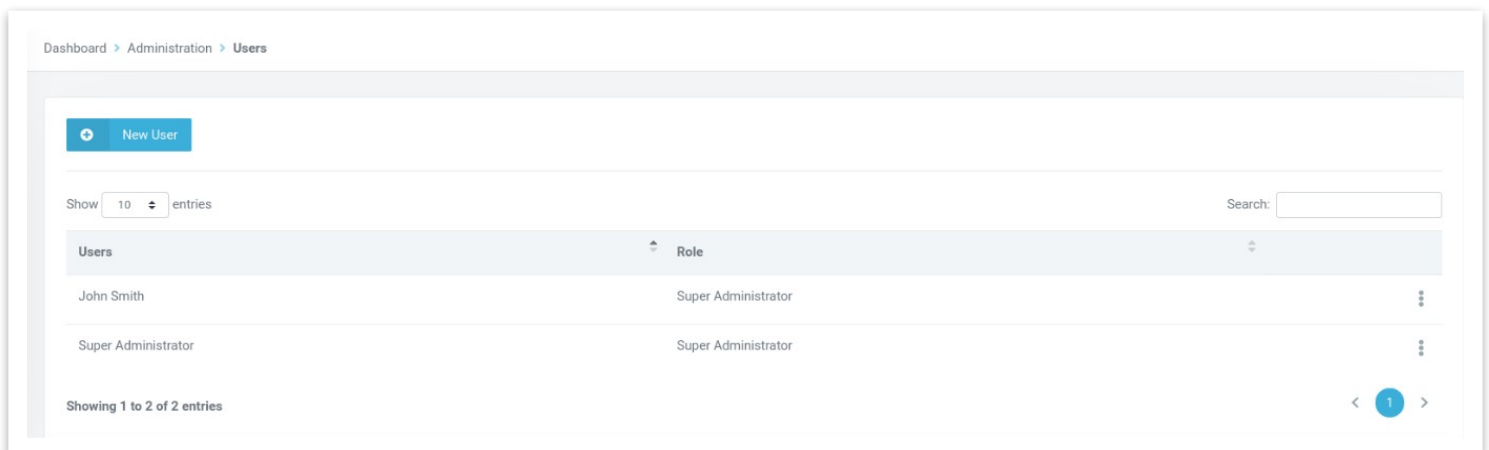 Dashboard > Administration > Users
New User
Show 10 entries
Search:
Users Role
John Smith Super Administrator
Super Administrator Super Administrator
Showing 1 to 2 of 2 entries
< 1 >